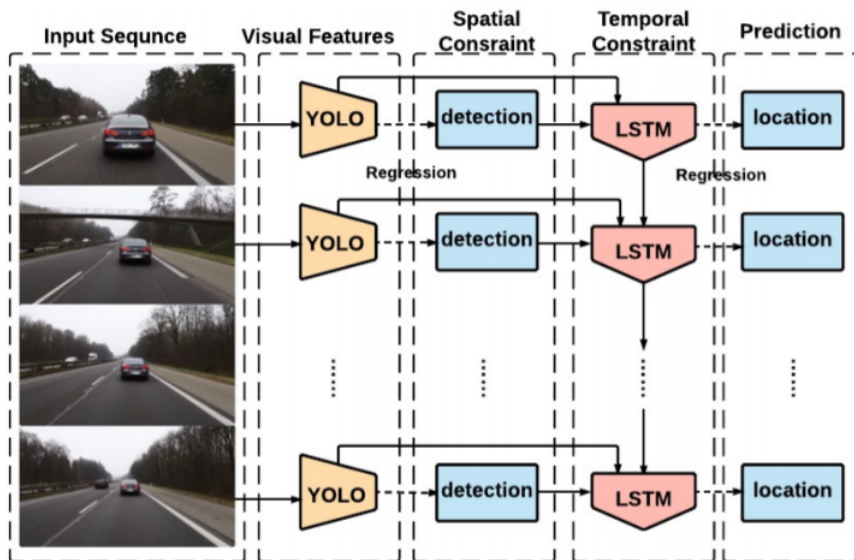 Input Sequnce
Visual Features
Spatial
Consraint
Temporal
Constraint
Prediction
YOLO
detection
LSTM
location
Regression
Regression
YOLO
detection
LSTM
location
YOLO
detection
LSTM
location